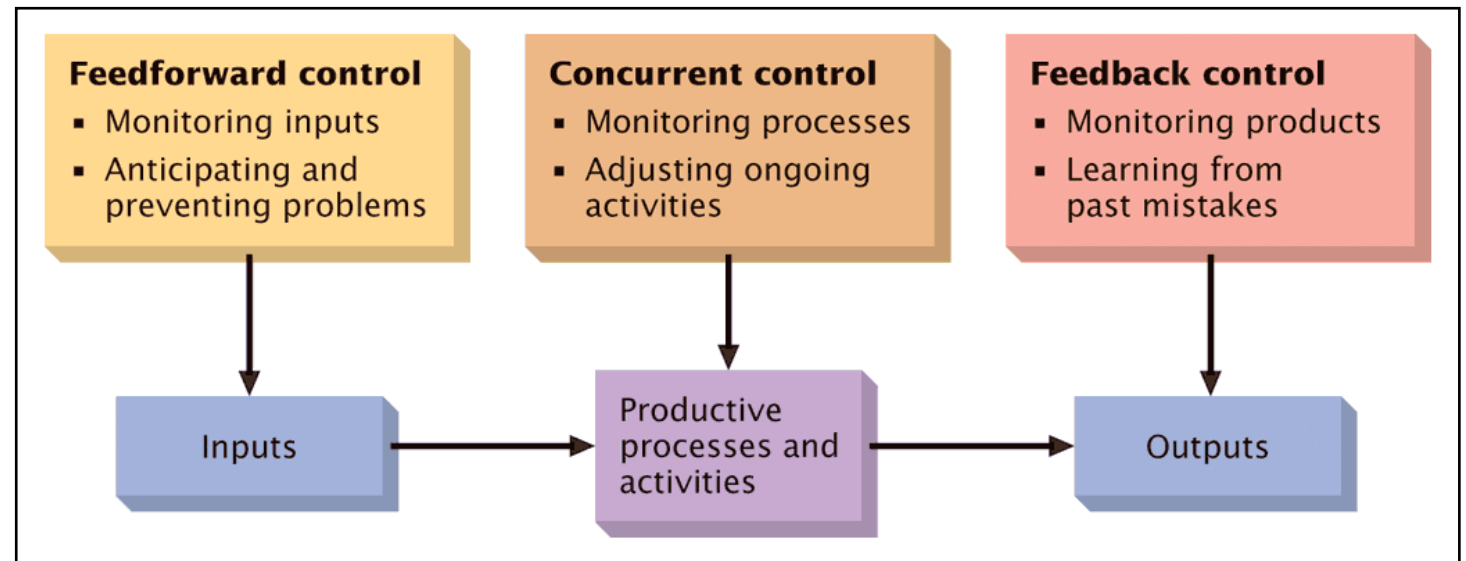 Feedforward control
▪ Monitoring inputs
▪ Anticipating and
preventing problems
Concurrent control
▪ Monitoring processes
▪ Adjusting ongoing
activities
Feedback control
▪ Monitoring products
▪ Learning from
past mistakes
Inputs
Productive
processes and
activities
Outputs